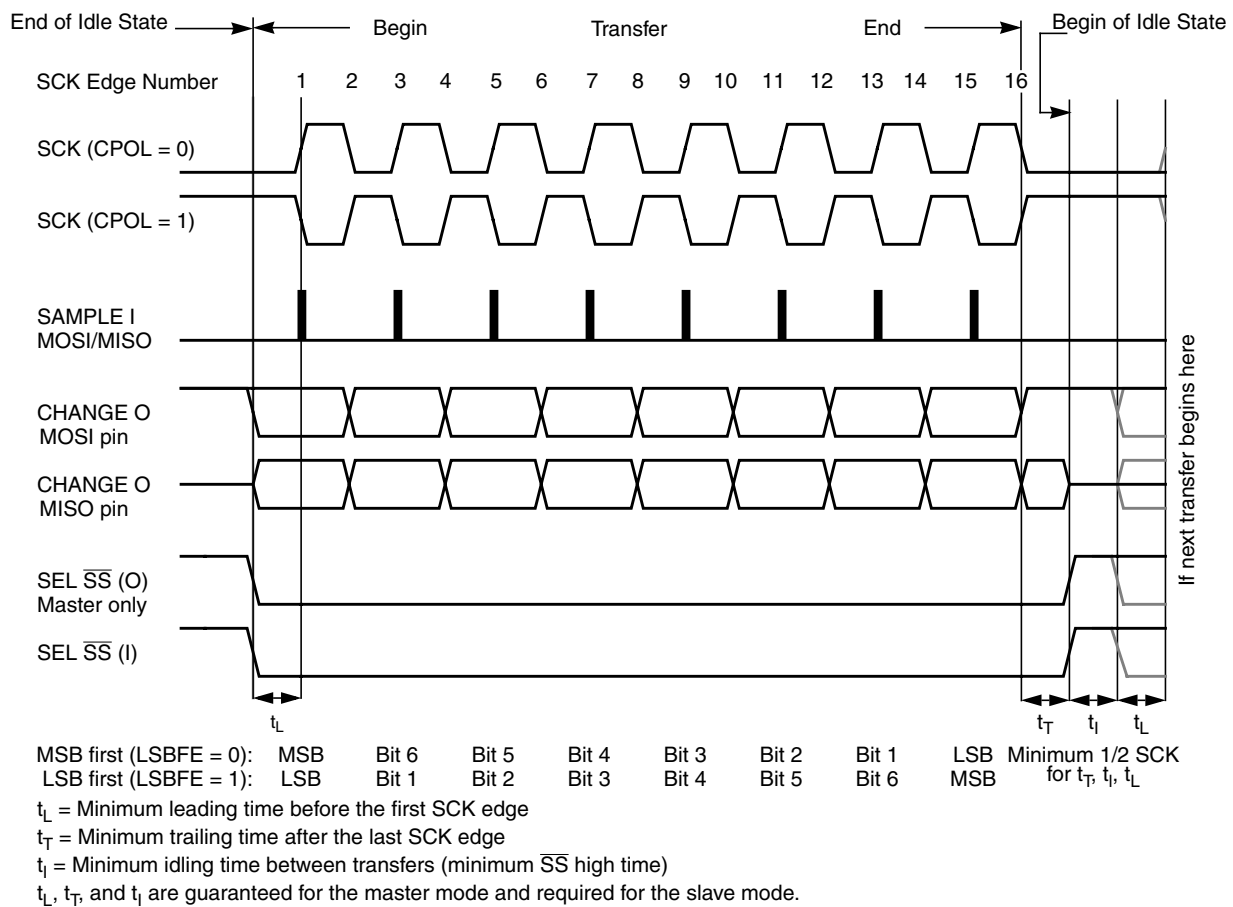 End of Idle State
Begin
Transfer
End
Begin of Idle State
SCK Edge Number
1 2 3 4 5 6 7 8 9 10 11 12 13 14 15 16
SCK (CPOL = 0)
SCK (CPOL = 1)
SAMPLE I
MOSI/MISO
CHANGE O
MOSI pin
CHANGE O
MISO pin
SEL S̅S̅ (O)
Master only
SEL S̅S̅ (I)
If next transfer begins here
tL
tT tI tL
MSB first (LSBFE = 0): MSB Bit 6 Bit 5 Bit 4 Bit 3 Bit 2 Bit 1 LSB Minimum 1/2 SCK
LSB first (LSBFE = 1): LSB Bit 1 Bit 2 Bit 3 Bit 4 Bit 5 Bit 6 MSB for tT, tI, tL
tL = Minimum leading time before the first SCK edge
tT = Minimum trailing time after the last SCK edge
tI = Minimum idling time between transfers (minimum S̅S̅ high time)
tL, tT, and tI are guaranteed for the master mode and required for the slave mode.